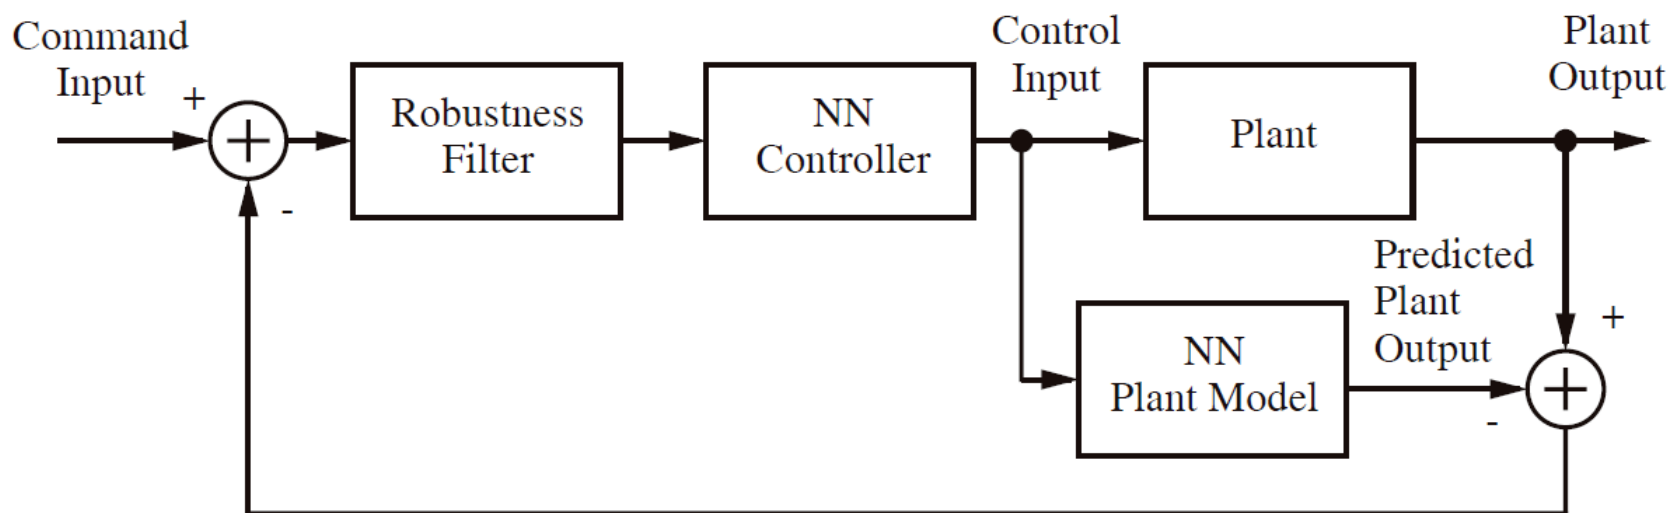 Command
Input
+
-
Robustness
Filter
NN
Controller
Control
Input
Plant
Plant
Output
NN
Plant Model
Predicted
Plant
Output
+
-